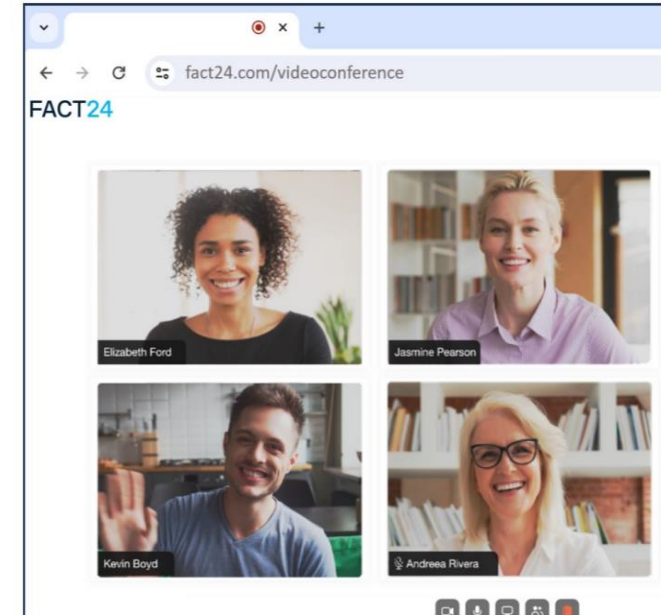 fact24.com/videoconference
FACT24
Elizabeth Ford
Jasmine Pearson
Kevin Boyd
Andreea Rivera